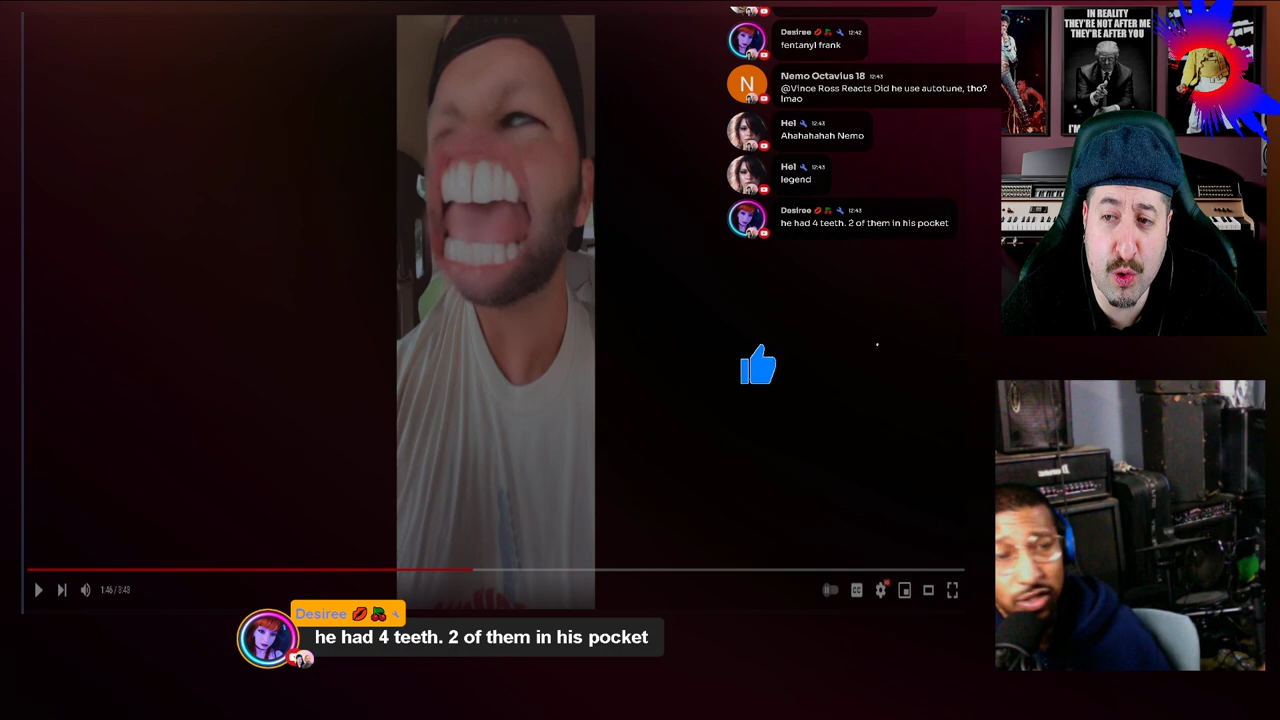 Desiree 12:42
fentanyl frank
Nemo Octavius 18 12:43
@Vince Ross Reacts Did he use autotune, tho?
lmao
Hel 12:43
Ahahahahah Nemo
Hel 12:43
legend
Desiree 12:43
he had 4 teeth. 2 of them in his pocket
N
IN REALITY
THEY'RE NOT AFTER ME
THEY'RE AFTER YOU
1:46 / 3:43
CC
Desiree
he had 4 teeth. 2 of them in his pocket